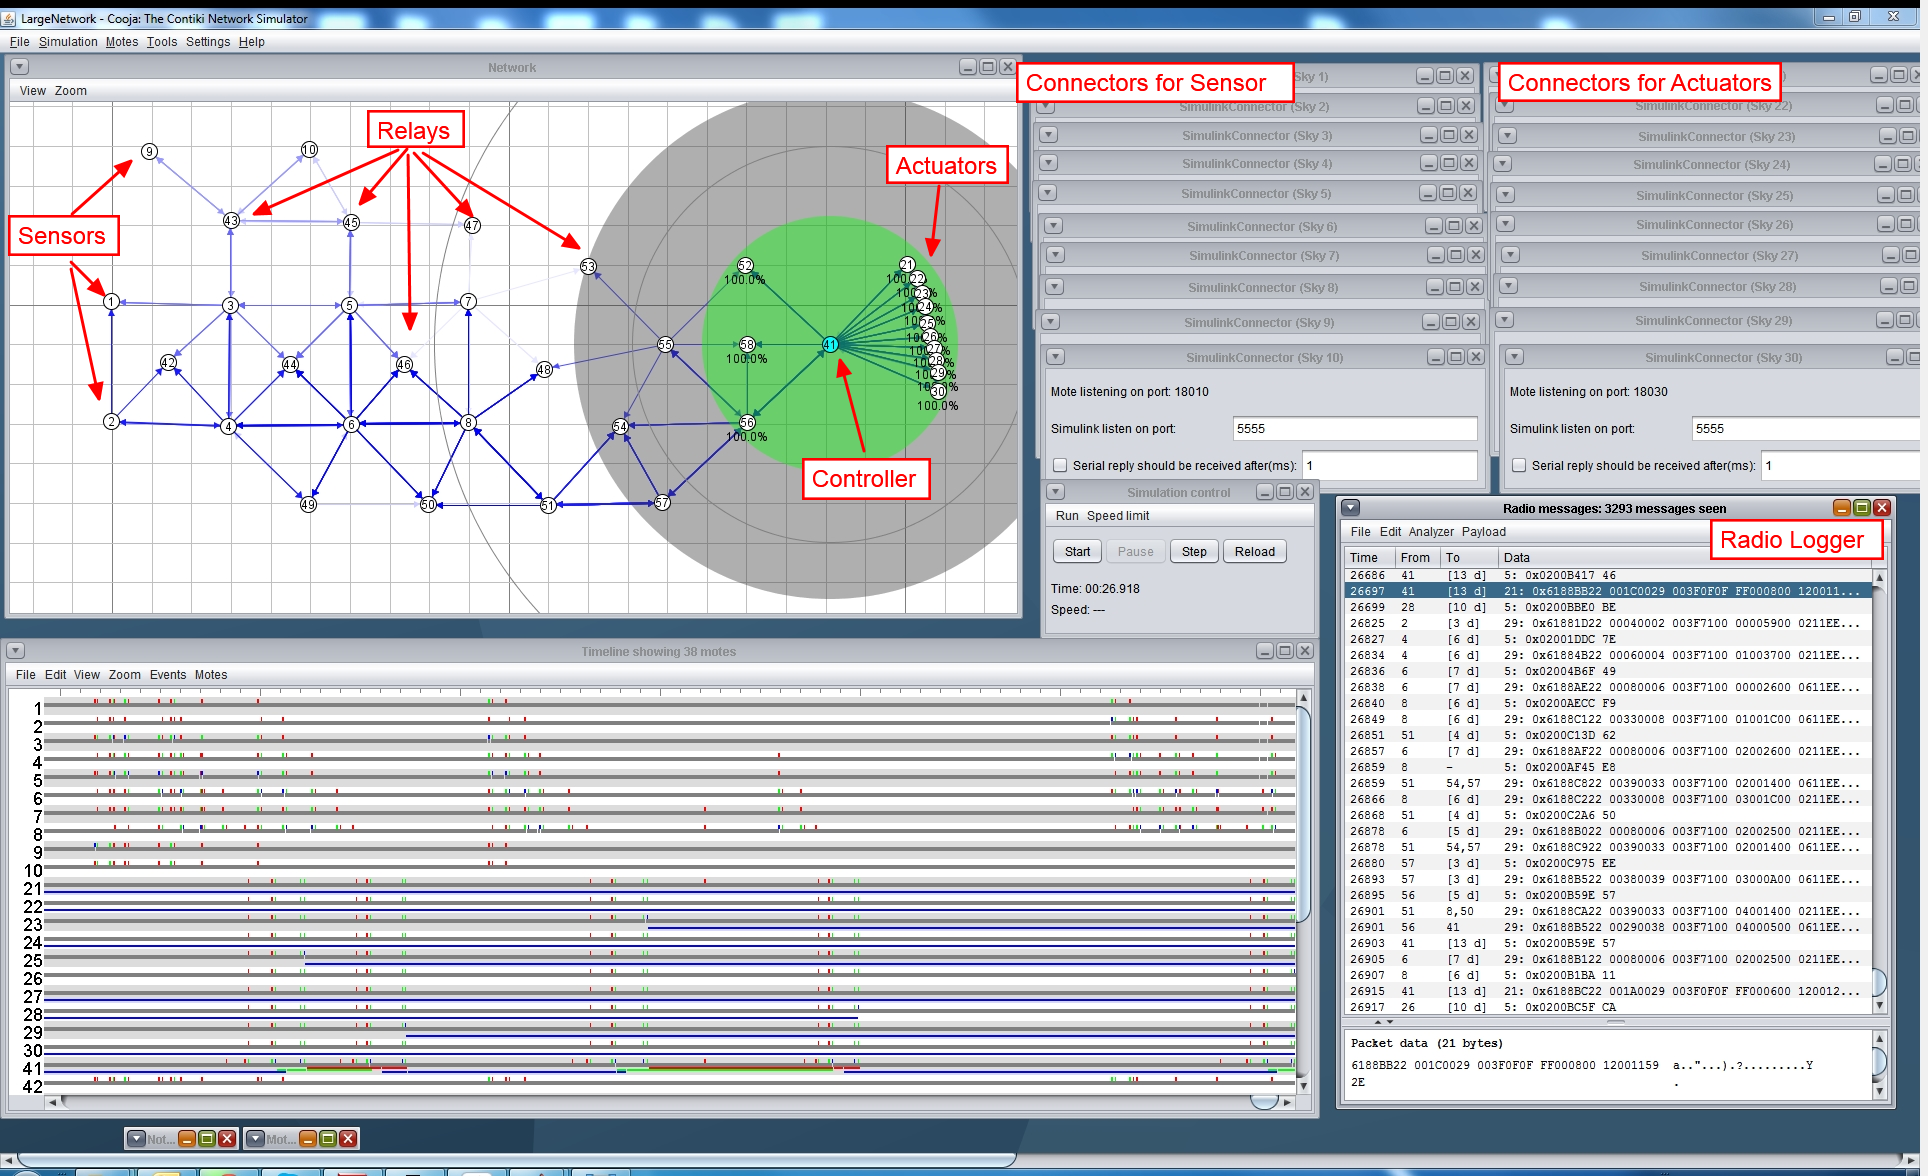 LargeNetwork - Cooja: The Contiki Network Simulator
File Simulation Motes Tools Settings Help
Network
View Zoom
Relays
Actuators
Sensors
Controller
9
10
43
45
47
53
52
100.0%
21
22
23
24
25
26
27
28
29
30
100.0%
1
3
5
7
55
58
100.0%
41
42
44
46
48
2
4
6
8
54
56
100.0%
49
50
51
57
Connectors for Sensor
Sky 1)
SimulinkConnector (Sky 2)
SimulinkConnector (Sky 3)
SimulinkConnector (Sky 4)
SimulinkConnector (Sky 5)
SimulinkConnector (Sky 6)
SimulinkConnector (Sky 7)
SimulinkConnector (Sky 8)
SimulinkConnector (Sky 9)
SimulinkConnector (Sky 10)
Mote listening on port: 18010
Simulink listen on port: 5555
Serial reply should be received after(ms): 1
Connectors for Actuators
SimulinkConnector (Sky 22)
SimulinkConnector (Sky 23)
SimulinkConnector (Sky 24)
SimulinkConnector (Sky 25)
SimulinkConnector (Sky 26)
SimulinkConnector (Sky 27)
SimulinkConnector (Sky 28)
SimulinkConnector (Sky 29)
SimulinkConnector (Sky 30)
Mote listening on port: 18030
Simulink listen on port: 5555
Serial reply should be received after(ms): 1
Simulation control
Run Speed limit
Start Pause Step Reload
Time: 00:26.918
Speed: ---
Radio messages: 3293 messages seen
File Edit Analyzer Payload
Radio Logger
Time From To Data
26686 41 [13 d] 5: 0x0200B417 46
26697 41 [13 d] 21: 0x6188BB22 001C0029 003F0F0F FF000800 120011...
26699 28 [10 d] 5: 0x0200BBE0 BE
26825 2 [3 d] 29: 0x61881D22 00040002 003F7100 00005900 0211EE...
26827 4 [6 d] 5: 0x02001DDC 7E
26834 4 [6 d] 29: 0x61884B22 00060004 003F7100 01003700 0211EE...
26836 6 [7 d] 5: 0x02004B6F 49
26838 6 [7 d] 29: 0x6188AE22 00080006 003F7100 00002600 0611EE...
26840 8 [6 d] 5: 0x0200AECC F9
26849 8 [6 d] 29: 0x6188C122 00330008 003F7100 01001C00 0211EE...
26851 51 [4 d] 5: 0x0200C13D 62
26857 6 [7 d] 29: 0x6188AF22 00080006 003F7100 02002600 0211EE...
26859 8 - 5: 0x0200AF45 E8
26859 51 54,57 29: 0x6188C822 00390033 003F7100 02001400 0611EE...
26866 8 [6 d] 29: 0x6188C222 00330008 003F7100 03001C00 0211EE...
26868 51 [4 d] 5: 0x0200C2A6 50
26878 6 [5 d] 29: 0x6188B022 00080006 003F7100 02002500 0211EE...
26878 51 54,57 29: 0x6188C922 00390033 003F7100 02001400 0611EE...
26880 57 [3 d] 5: 0x0200C975 EE
26893 57 [3 d] 29: 0x6188B522 00380039 003F7100 03000A00 0611EE...
26895 56 [5 d] 5: 0x0200B59E 57
26901 51 8,50 29: 0x6188CA22 00390033 003F7100 04001400 0211EE...
26901 56 41 29: 0x6188B522 00290038 003F7100 04000500 0611EE...
26903 41 [13 d] 5: 0x0200B59E 57
26905 6 [7 d] 29: 0x6188B122 00080006 003F7100 02002500 0211EE...
26907 8 [6 d] 5: 0x0200B1BA 11
26915 41 [13 d] 21: 0x6188BC22 001A0029 003F0F0F FF000600 120012...
26917 26 [10 d] 5: 0x0200BC5F CA
Packet data (21 bytes)
6188BB22 001C0029 003F0F0F FF000800 12001159 a.."...).?.........Y
2E .
Timeline showing 38 motes
File Edit View Zoom Events Motes
1
2
3
4
5
6
7
8
9
10
21
22
23
24
25
26
27
28
29
30
41
42
Not...
Mot...